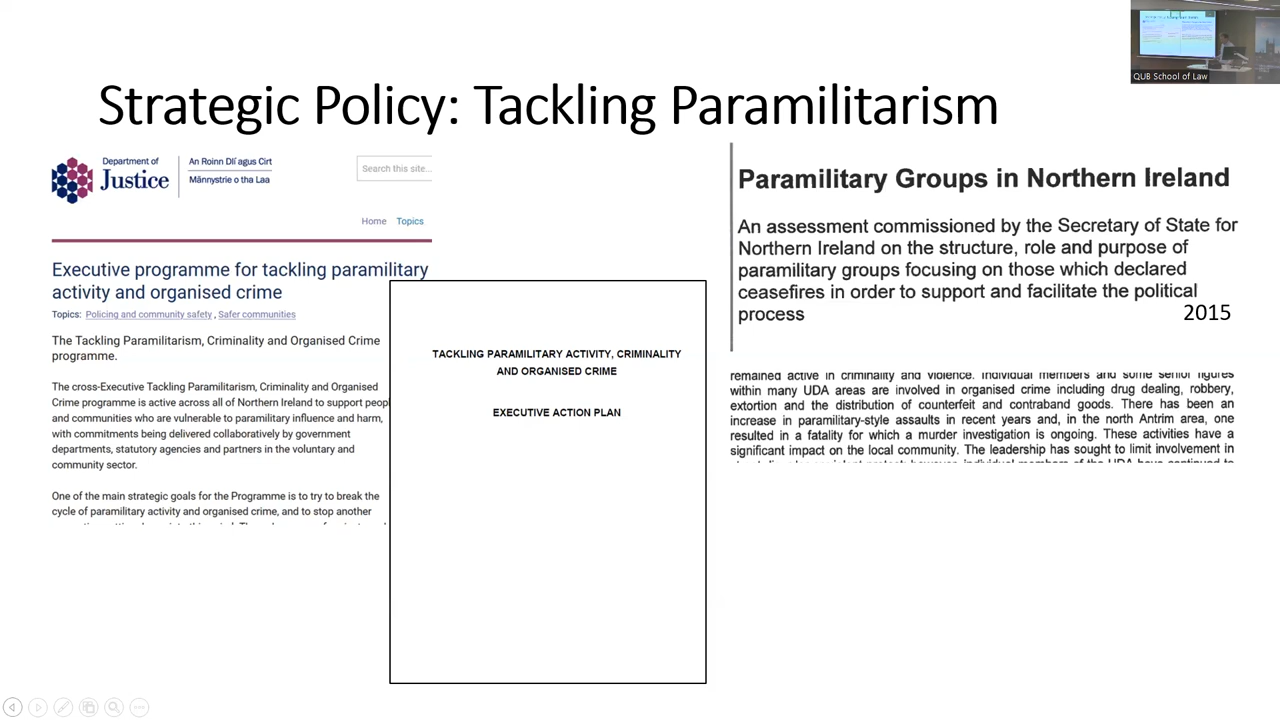 QUB School of Law
Strategic Policy: Tackling Paramilitarism
Department of
Justice
An Roinn Dlí agus Cirt
Männystrie o tha Laa
Search this site...
Home Topics
Executive programme for tackling paramilitary
activity and organised crime
Topics: Policing and community safety , Safer communities
The Tackling Paramilitarism, Criminality and Organised Crime
programme.
The cross-Executive Tackling Paramilitarism, Criminality and Organised
Crime programme is active across all of Northern Ireland to support peopl
and communities who are vulnerable to paramilitary influence and harm,
with commitments being delivered collaboratively by government
departments, statutory agencies and partners in the voluntary and
community sector.
One of the main strategic goals for the Programme is to try to break the
cycle of paramilitary activity and organised crime, and to stop another
TACKLING PARAMILITARY ACTIVITY, CRIMINALITY
AND ORGANISED CRIME
EXECUTIVE ACTION PLAN
Paramilitary Groups in Northern Ireland
An assessment commissioned by the Secretary of State for
Northern Ireland on the structure, role and purpose of
paramilitary groups focusing on those which declared
ceasefires in order to support and facilitate the political
process
2015
remained active in criminality and violence. Individual members and some senior figures
within many UDA areas are involved in organised crime including drug dealing, robbery,
extortion and the distribution of counterfeit and contraband goods. There has been an
increase in paramilitary-style assaults in recent years and, in the north Antrim area, one
resulted in a fatality for which a murder investigation is ongoing. These activities have a
significant impact on the local community. The leadership has sought to limit involvement in